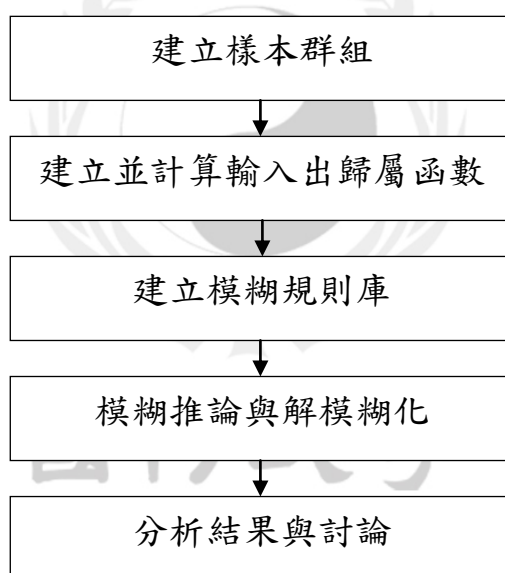 建立樣本群組
建立並計算輸入出歸屬函數
建立模糊規則庫
模糊推論與解模糊化
分析結果與討論